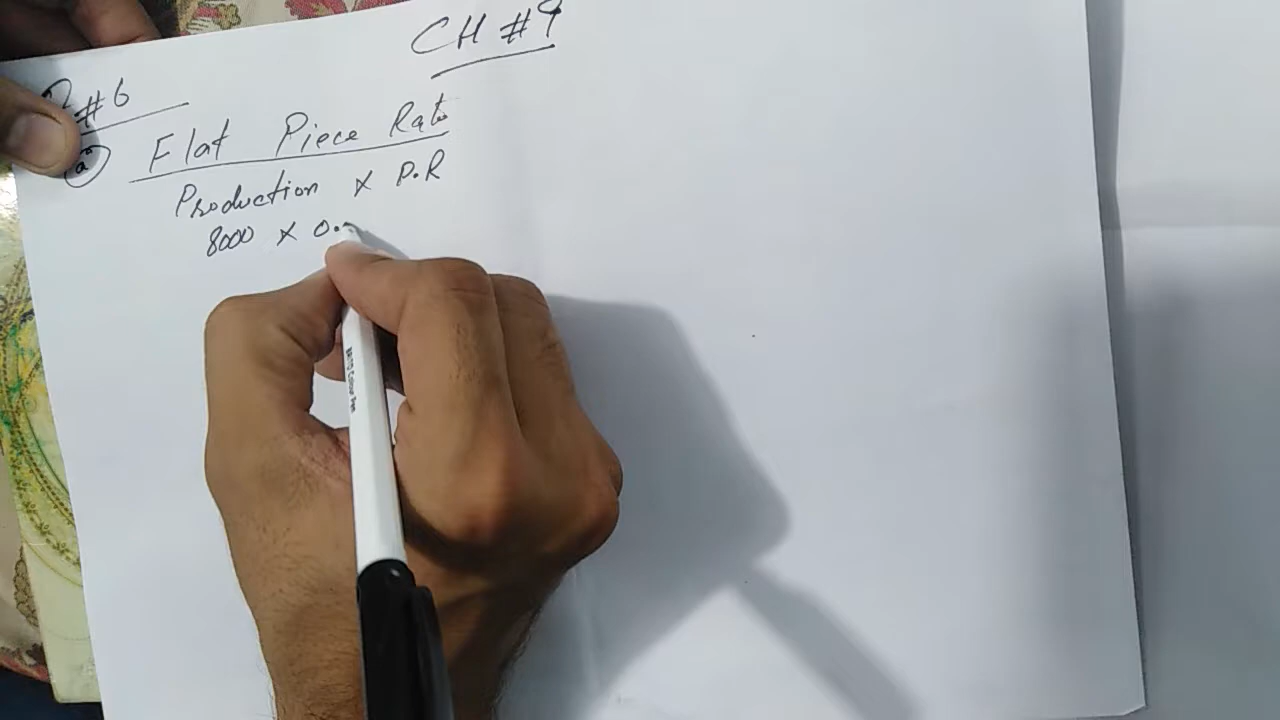 CH #9
Q#6
a Flat Piece Rate
Production × P.R
8000 × 0.